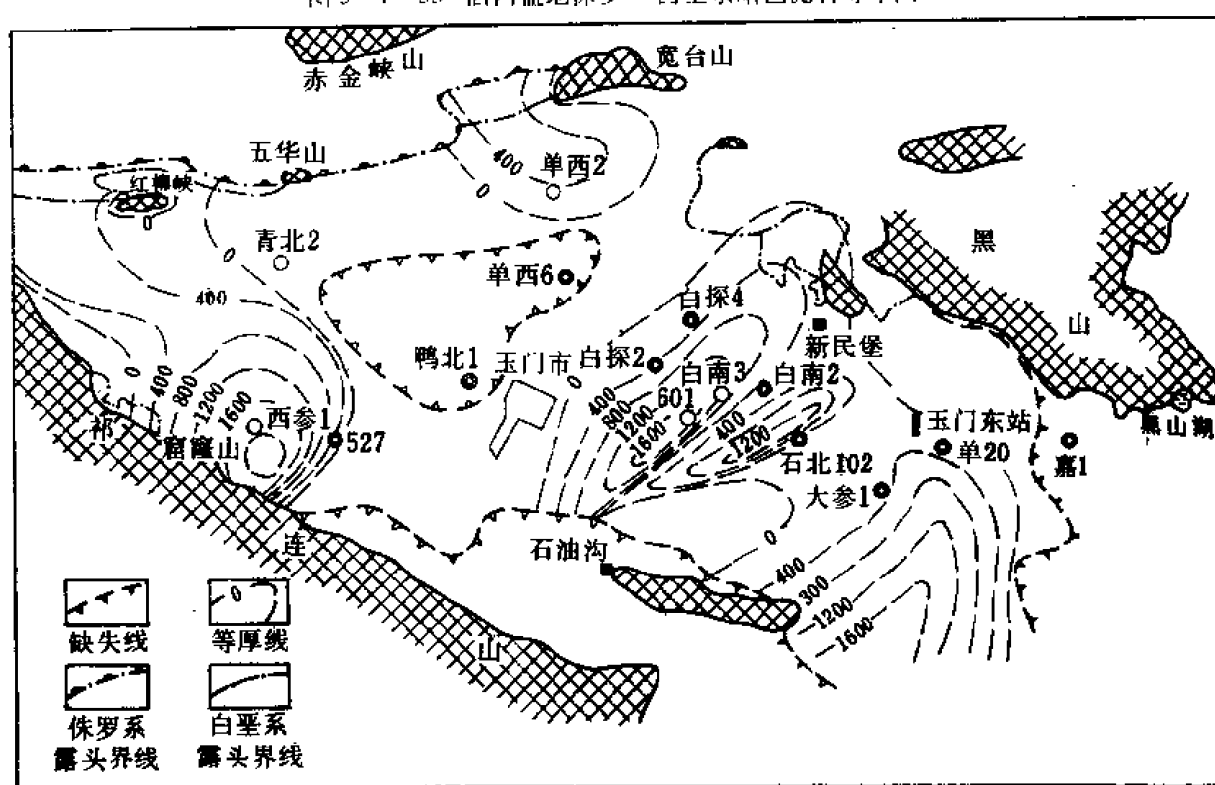 赤金峡山
宽台山
五华山
红柳峡
0
400
0
单西2
青北2
0
400
单西6
黑
山
白探4
新民堡
鸭北1
玉门市
白探2
白南3
白南2
0
400
800
1200
1600
601
400
1200
0
400
800
1200
1600
西参1
527
祁
窟窿山
玉门东站
单20
黑山湖
嘉1
石北102
大参1
连
石油沟
0
400
300
1200
1600
山
0
缺失线
等厚线
侏罗系
露头界线
白垩系
露头界线